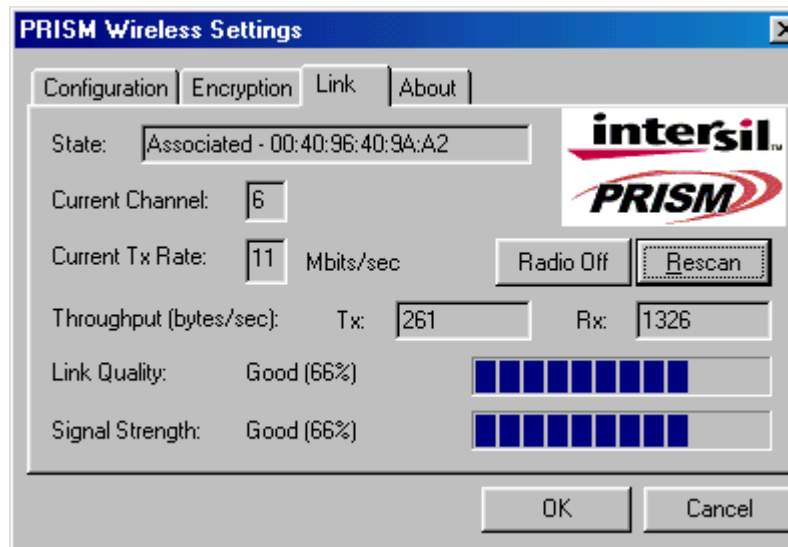 PRISM Wireless Settings
Configuration Encryption Link About
intersil™
PRISM
State: Associated - 00:40:96:40:9A:A2
Current Channel: 6
Current Tx Rate: 11 Mbits/sec Radio Off Rescan
Throughput (bytes/sec): Tx: 261 Rx: 1326
Link Quality: Good (66%)
Signal Strength: Good (66%)
OK Cancel